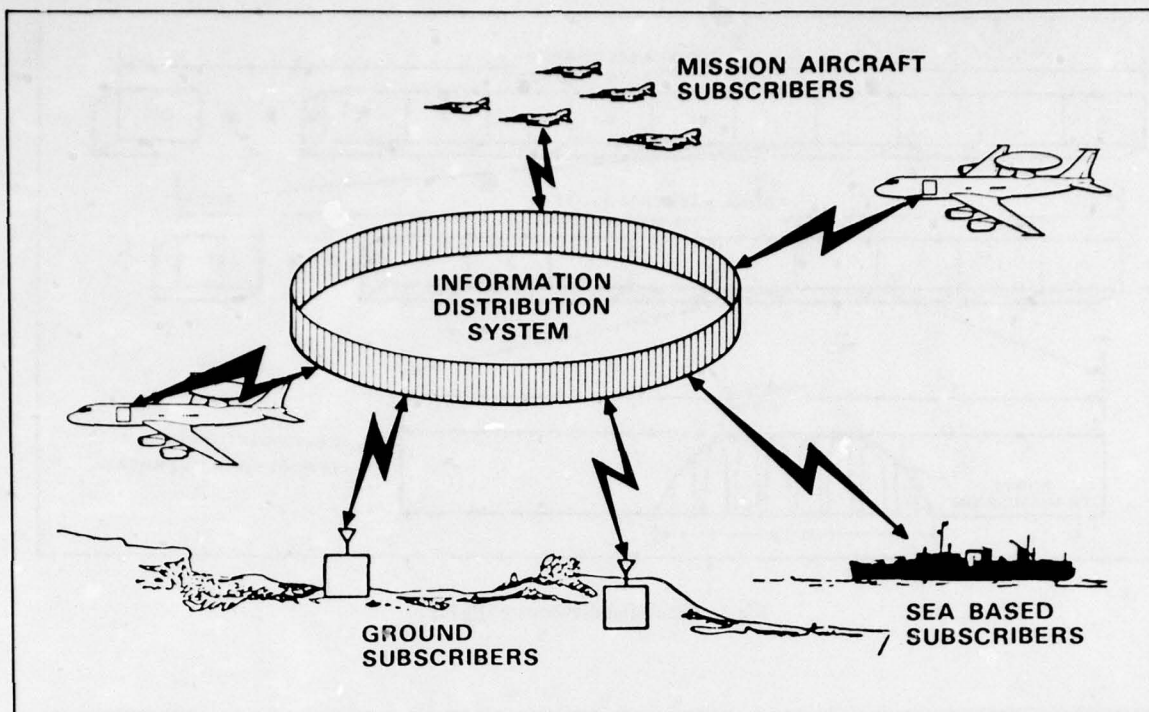 MISSION AIRCRAFT
SUBSCRIBERS
INFORMATION
DISTRIBUTION
SYSTEM
GROUND
SUBSCRIBERS
SEA BASED
SUBSCRIBERS